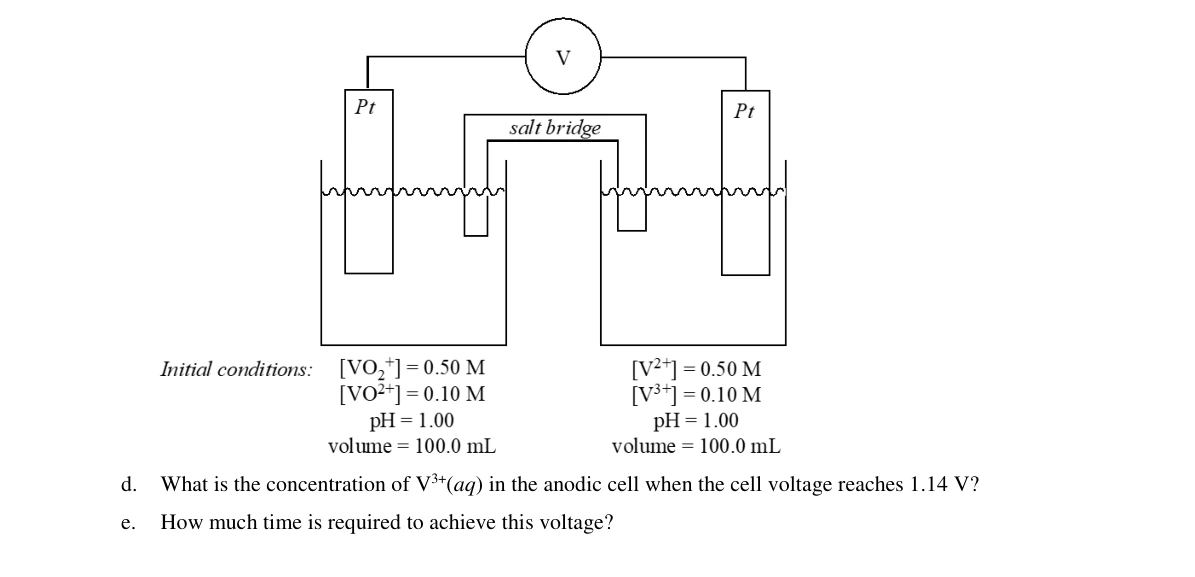 V
Pt
Pt
salt bridge
Initial conditions: [VO₂⁺] = 0.50 M [V²⁺] = 0.50 M
[VO²⁺] = 0.10 M [V³⁺] = 0.10 M
pH = 1.00 pH = 1.00
volume = 100.0 mL volume = 100.0 mL
d. What is the concentration of V³⁺(aq) in the anodic cell when the cell voltage reaches 1.14 V?
e. How much time is required to achieve this voltage?